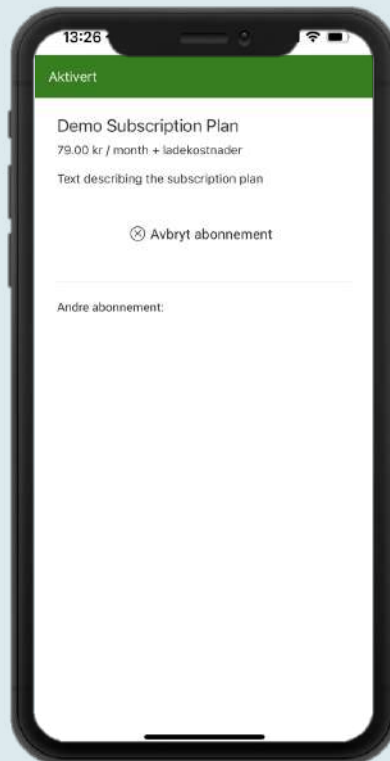 13:26
Aktivert
Demo Subscription Plan
79.00 kr / month + ladekostnader
Text describing the subscription plan
Avbryt abonnement
Andre abonnement: